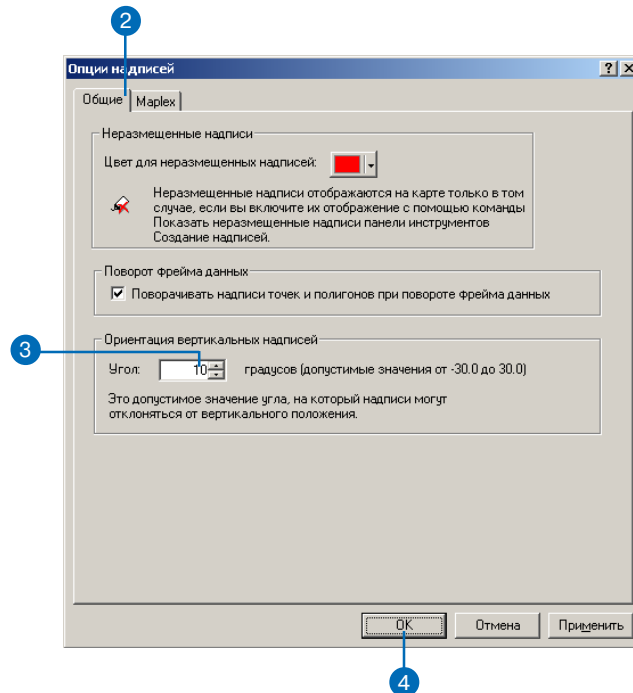 2
Опции надписей
Общие Maplex
Неразмещенные надписи
Цвет для неразмещенных надписей:
Неразмещенные надписи отображаются на карте только в том
случае, если вы включите их отображение с помощью команды
Показать неразмещенные надписи панели инструментов
Создание надписей.
Поворот фрейма данных
Поворачивать надписи точек и полигонов при повороте фрейма данных
3
Ориентация вертикальных надписей
Угол: 10 градусов (допустимые значения от -30.0 до 30.0)
Это допустимое значение угла, на который надписи могут
отклоняться от вертикального положения.
OK Отмена Применить
4